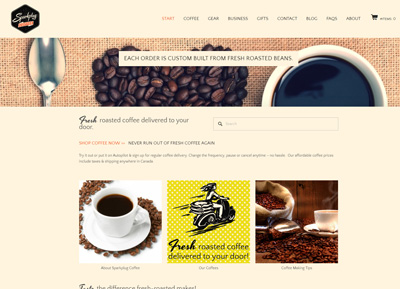 Sparkplug
COFFEE
START COFFEE GEAR BUSINESS GIFTS CONTACT BLOG FAQS ABOUT ITEMS: 0
EACH ORDER IS CUSTOM BUILT FROM FRESH ROASTED BEANS.
Fresh roasted coffee delivered to your
door.
Search
SHOP COFFEE NOW — NEVER RUN OUT OF FRESH COFFEE AGAIN
Try it out or put it on Autopilot & sign up for regular coffee delivery. Change the frequency, pause or cancel anytime - no hassle. Our affordable coffee prices
include taxes & shipping anywhere in Canada.
Fresh roasted coffee
delivered to your door!
About Sparkplug Coffee
Our Coffees
Coffee Making Tips
Taste the difference fresh-roasted makes!